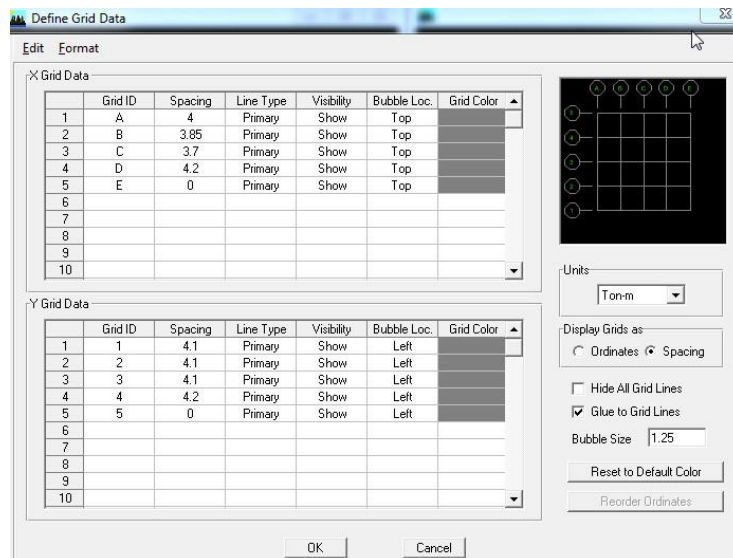 Define Grid Data
Edit Format
X Grid Data
Grid ID Spacing Line Type Visibility Bubble Loc. Grid Color
1 A 4 Primary Show Top
2 B 3.85 Primary Show Top
3 C 3.7 Primary Show Top
4 D 4.2 Primary Show Top
5 E 0 Primary Show Top
6
7
8
9
10
Y Grid Data
Grid ID Spacing Line Type Visibility Bubble Loc. Grid Color
1 1 4.1 Primary Show Left
2 2 4.1 Primary Show Left
3 3 4.1 Primary Show Left
4 4 4.2 Primary Show Left
5 5 0 Primary Show Left
6
7
8
9
10
A B C D E
5
4
3
2
1
Units
Ton-m
Display Grids as
Ordinates Spacing
Hide All Grid Lines
Glue to Grid Lines
Bubble Size 1.25
Reset to Default Color
Reorder Ordinates
OK Cancel